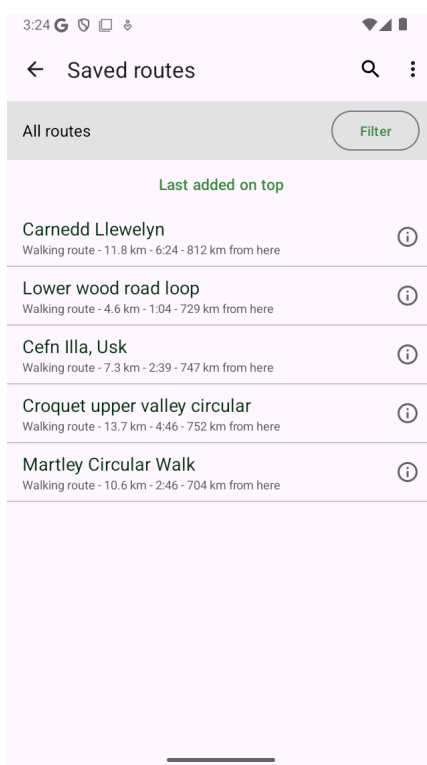 3:24
Saved routes
All routes
Filter
Last added on top
Carnedd Llewelyn
Walking route - 11.8 km - 6:24 - 812 km from here
Lower wood road loop
Walking route - 4.6 km - 1:04 - 729 km from here
Cefn Illa, Usk
Walking route - 7.3 km - 2:39 - 747 km from here
Croquet upper valley circular
Walking route - 13.7 km - 4:46 - 752 km from here
Martley Circular Walk
Walking route - 10.6 km - 2:46 - 704 km from here